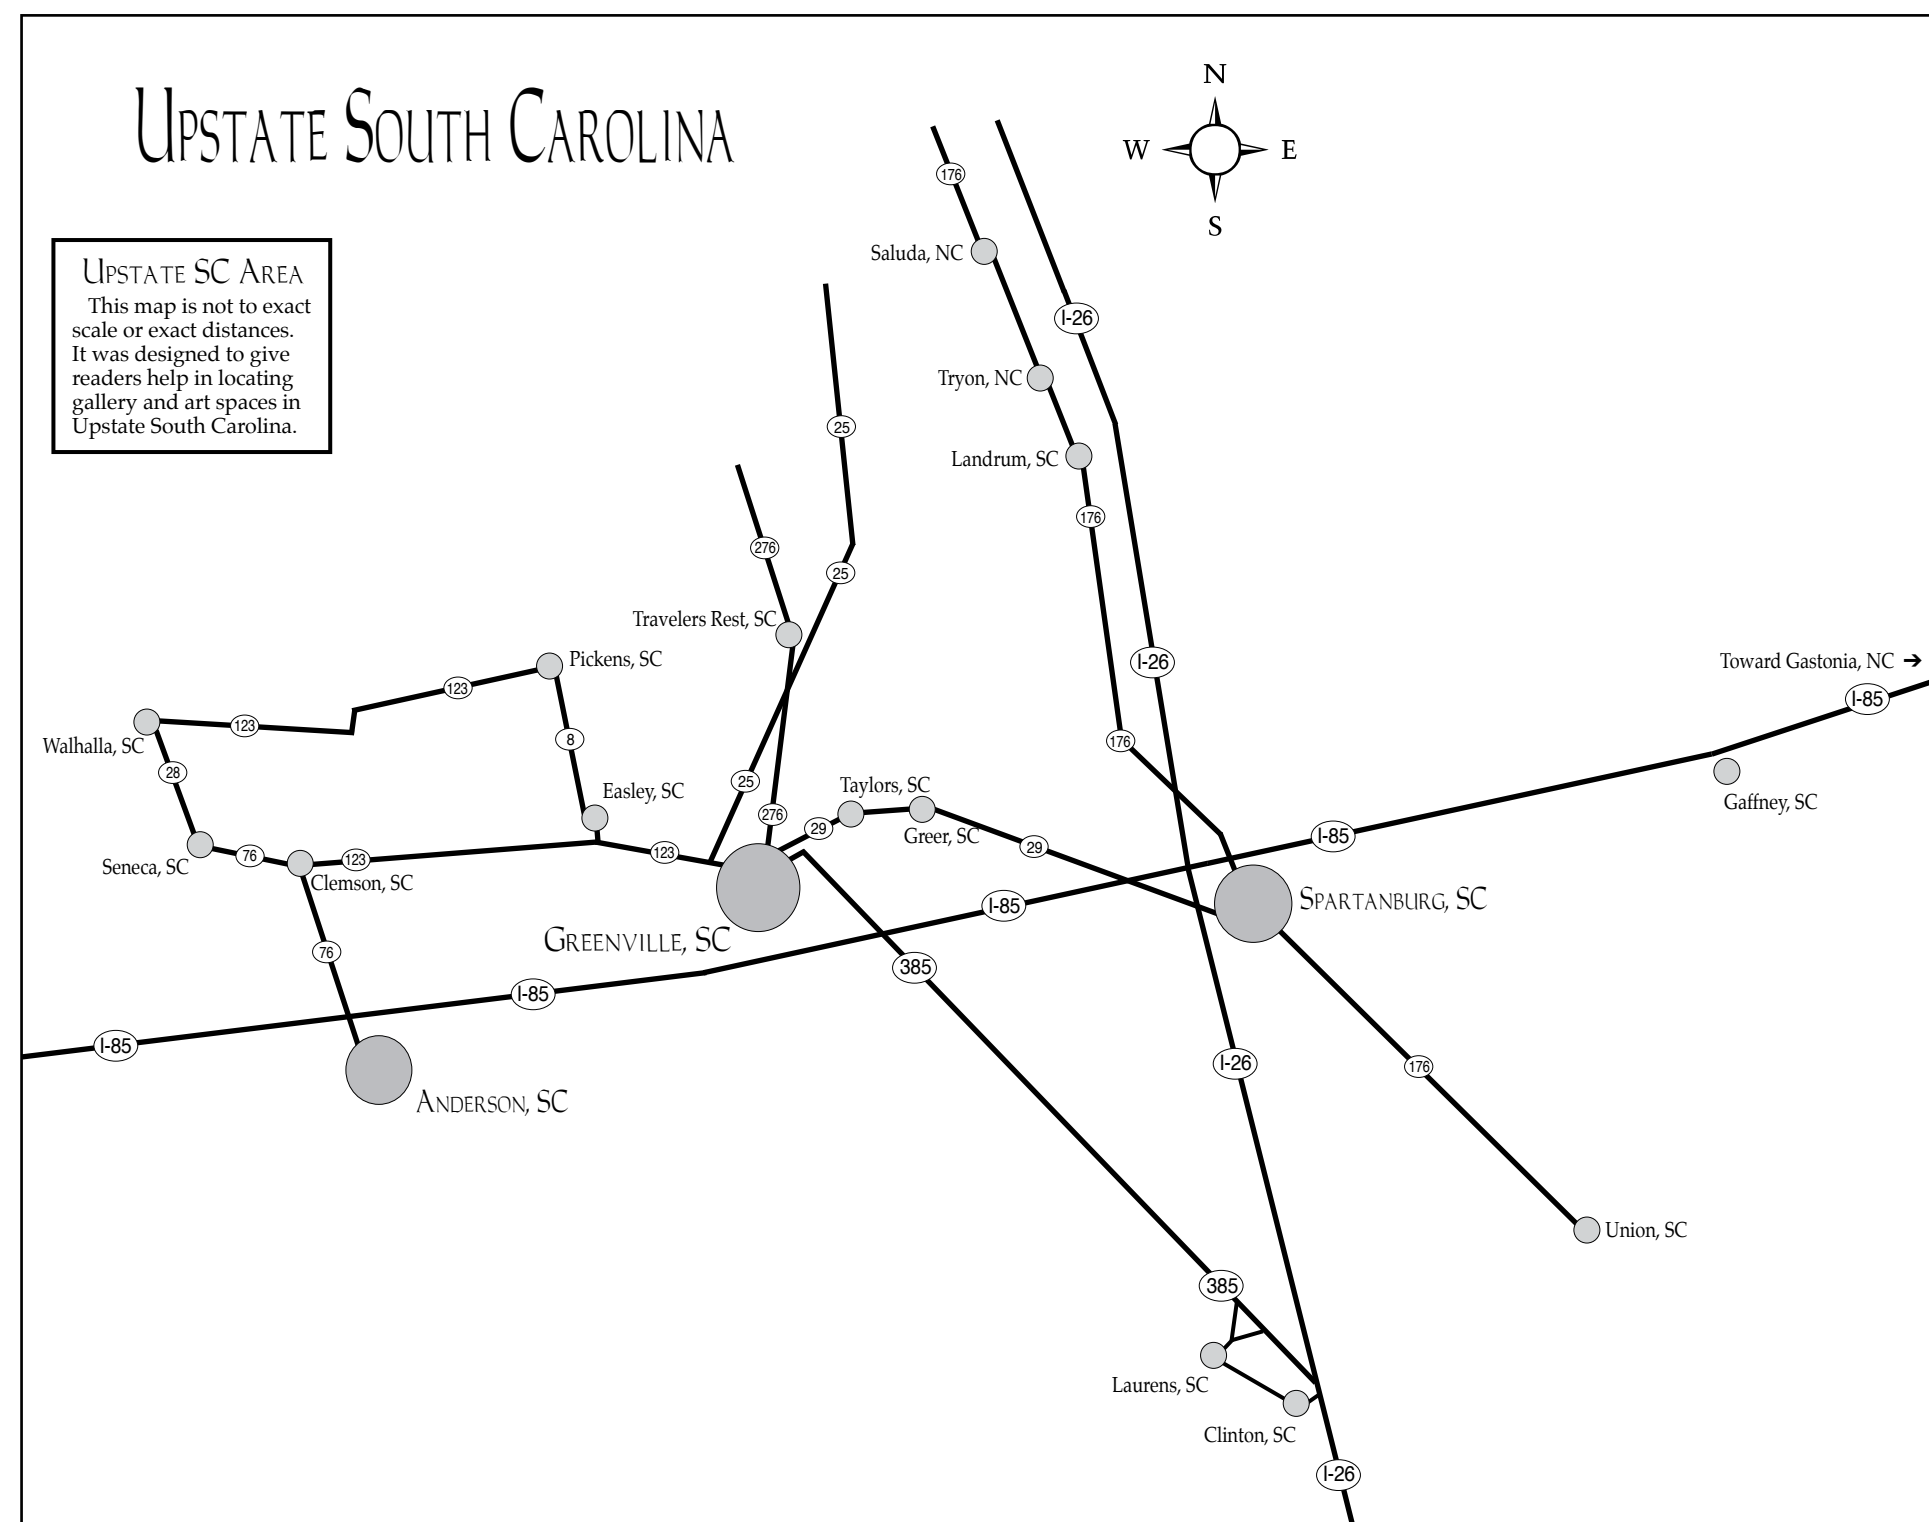 UPSTATE SOUTH CAROLINA
N
W E
S
176
Saluda, NC
UPSTATE SC AREA
This map is not to exact
scale or exact distances.
It was designed to give
readers help in locating
gallery and art spaces in
Upstate South Carolina.
I-26
Tryon, NC
25
Landrum, SC
176
276
25
Travelers Rest, SC
Pickens, SC
I-26
Toward Gastonia, NC ➔
123
I-85
123
Walhalla, SC
8
176
28
25
Taylors, SC
Easley, SC
Gaffney, SC
276
29
Greer, SC
I-85
29
123
76
123
Seneca, SC
Clemson, SC
SPARTANBURG, SC
I-85
GREENVILLE, SC
76
385
I-85
I-85
I-26
176
ANDERSON, SC
Union, SC
385
Laurens, SC
Clinton, SC
I-26